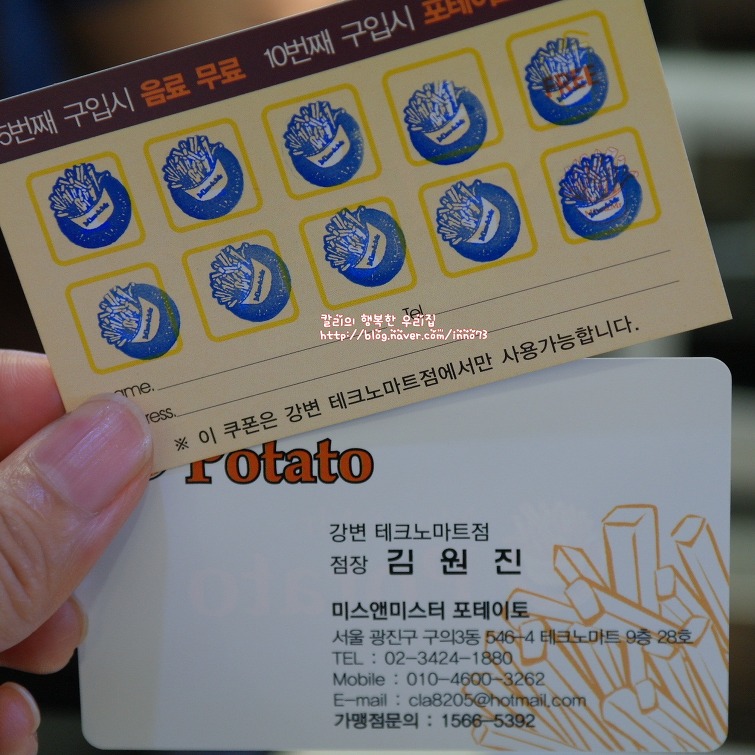 5번째 구입시 음료 무료 10번째 구입시 포테이토
Tel.
칼리의 행복한 우리집
http://blog.naver.com/inno73
ame.
ress.
※ 이 쿠폰은 강변 테크노마트점에서만 사용가능합니다.
Potato
강변 테크노마트점
점장 김 원 진
미스앤미스터 포테이토
서울 광진구 구의3동 546-4 테크노마트 9층 28호
TEL : 02-3424-1880
Mobile : 010-4600-3262
E-mail : cla8205@hotmail.com
가맹점문의 : 1566-5392